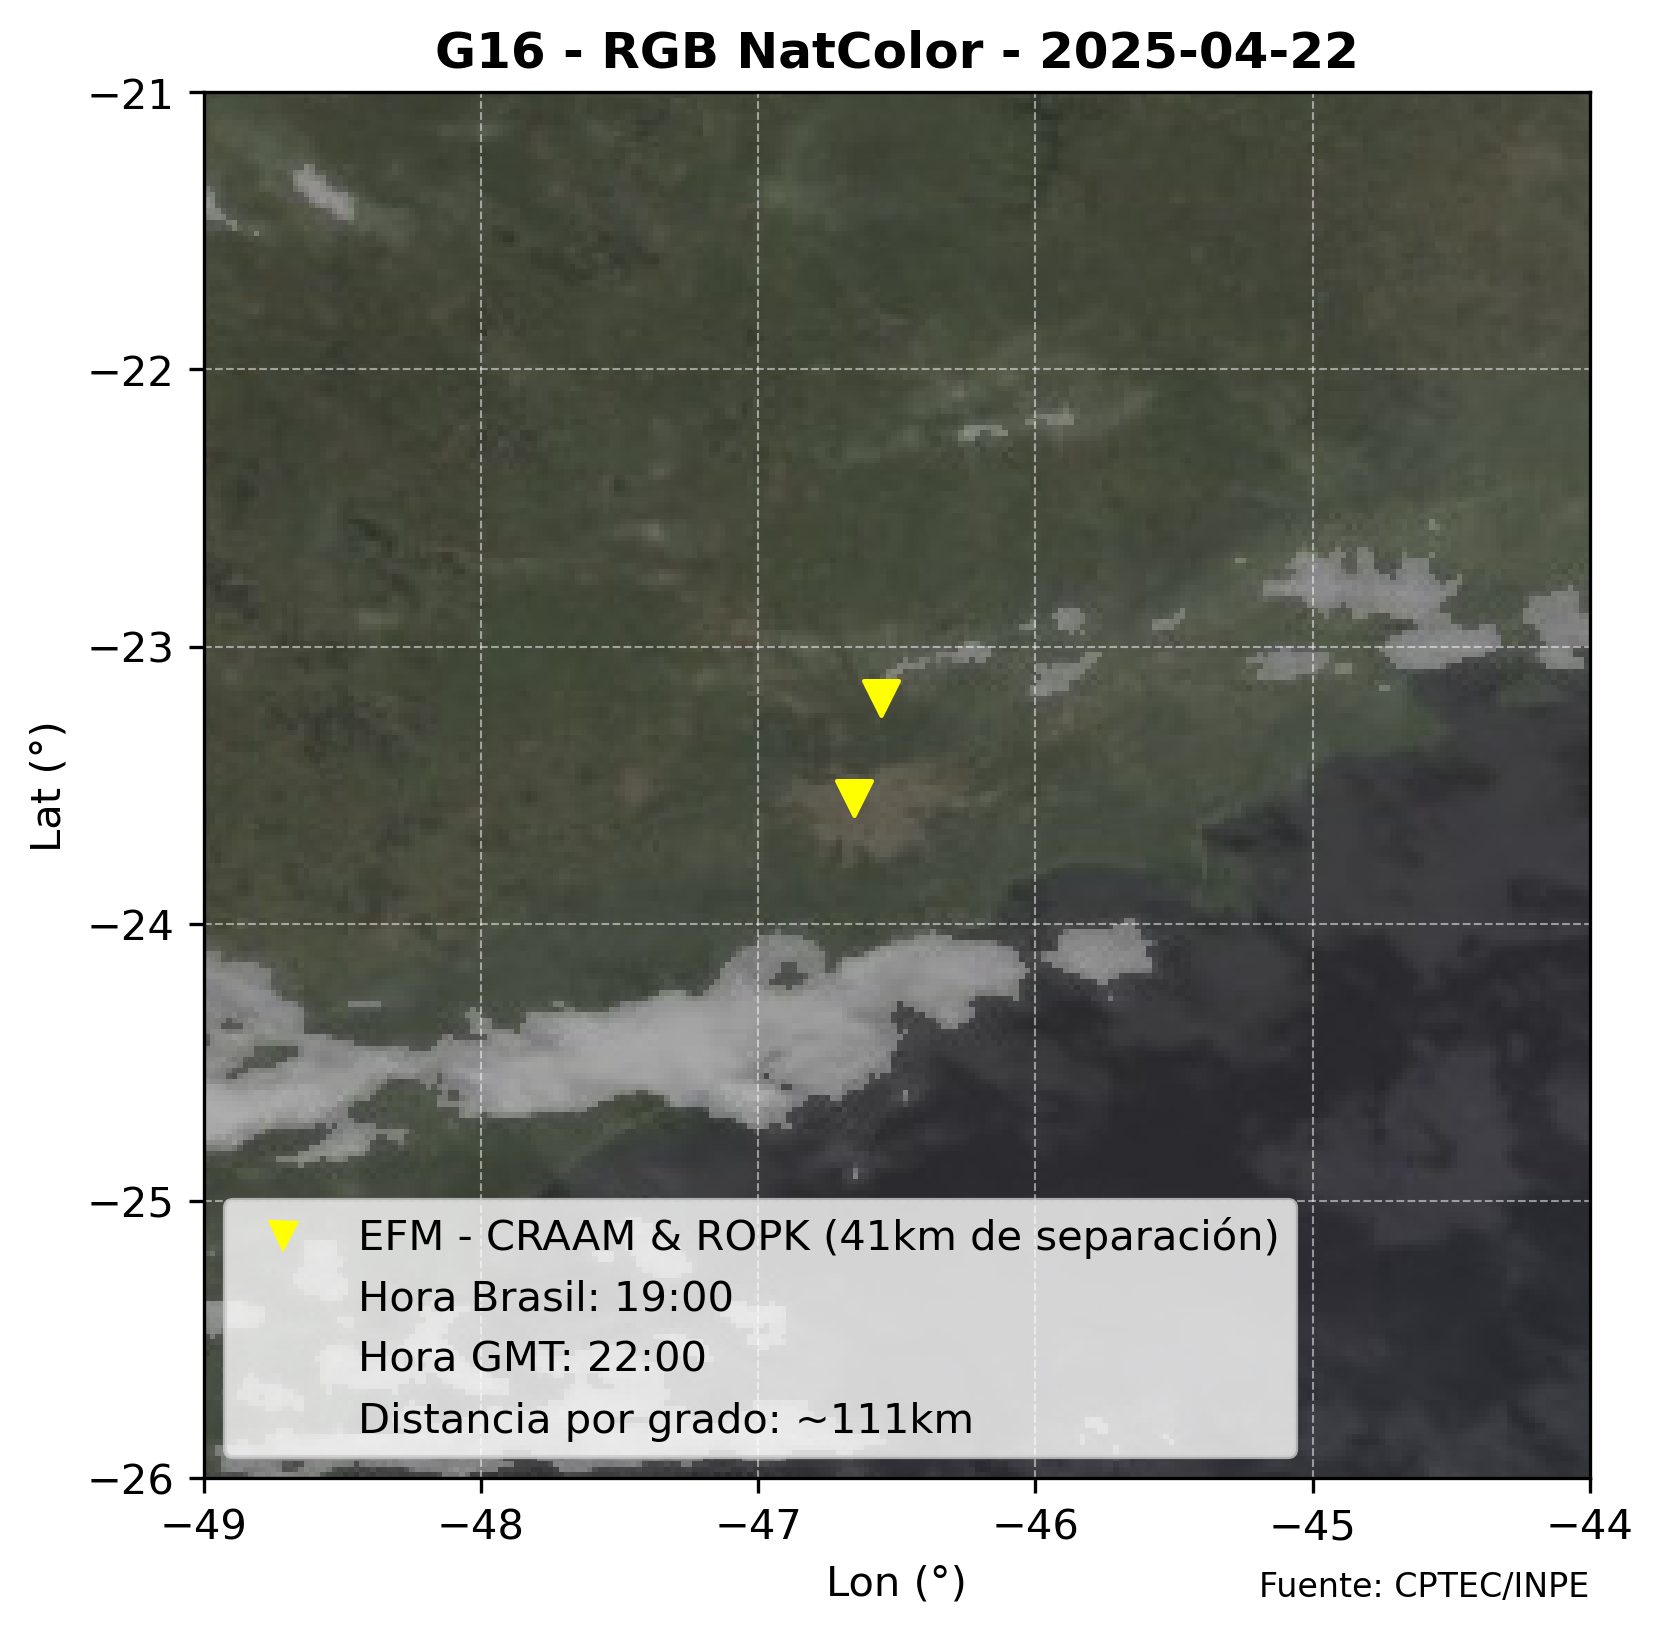 G16 - RGB NatColor - 2025-04-22
−21
−22
−23
−24
−25
−26
Lat (°)
EFM - CRAAM & ROPK (41km de separación)
Hora Brasil: 19:00
Hora GMT: 22:00
Distancia por grado: ~111km
−49 −48 −47 −46 −45 −44
Lon (°)
Fuente: CPTEC/INPE